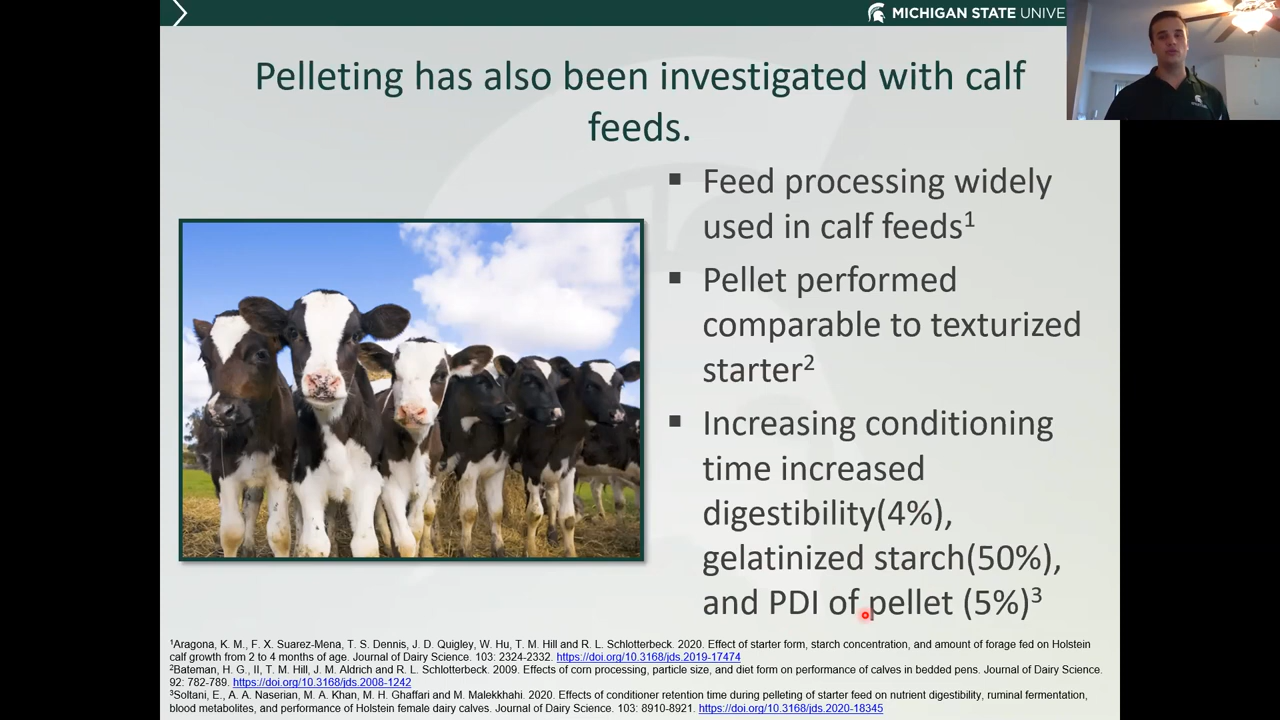 MICHIGAN STATE UNIVE
Pelleting has also been investigated with calf
feeds.
▪ Feed processing widely
used in calf feeds1
▪ Pellet performed
comparable to texturized
starter2
▪ Increasing conditioning
time increased
digestibility(4%),
gelatinized starch(50%),
and PDI of pellet (5%)3
1Aragona, K. M., F. X. Suarez-Mena, T. S. Dennis, J. D. Quigley, W. Hu, T. M. Hill and R. L. Schlotterbeck. 2020. Effect of starter form, starch concentration, and amount of forage fed on Holstein
calf growth from 2 to 4 months of age. Journal of Dairy Science. 103: 2324-2332. https://doi.org/10.3168/jds.2019-17474
2Bateman, H. G., II, T. M. Hill, J. M. Aldrich and R. L. Schlotterbeck. 2009. Effects of corn processing, particle size, and diet form on performance of calves in bedded pens. Journal of Dairy Science.
92: 782-789. https://doi.org/10.3168/jds.2008-1242
3Soltani, E., A. A. Naserian, M. A. Khan, M. H. Ghaffari and M. Malekkhahi. 2020. Effects of conditioner retention time during pelleting of starter feed on nutrient digestibility, ruminal fermentation,
blood metabolites, and performance of Holstein female dairy calves. Journal of Dairy Science. 103: 8910-8921. https://doi.org/10.3168/jds.2020-18345